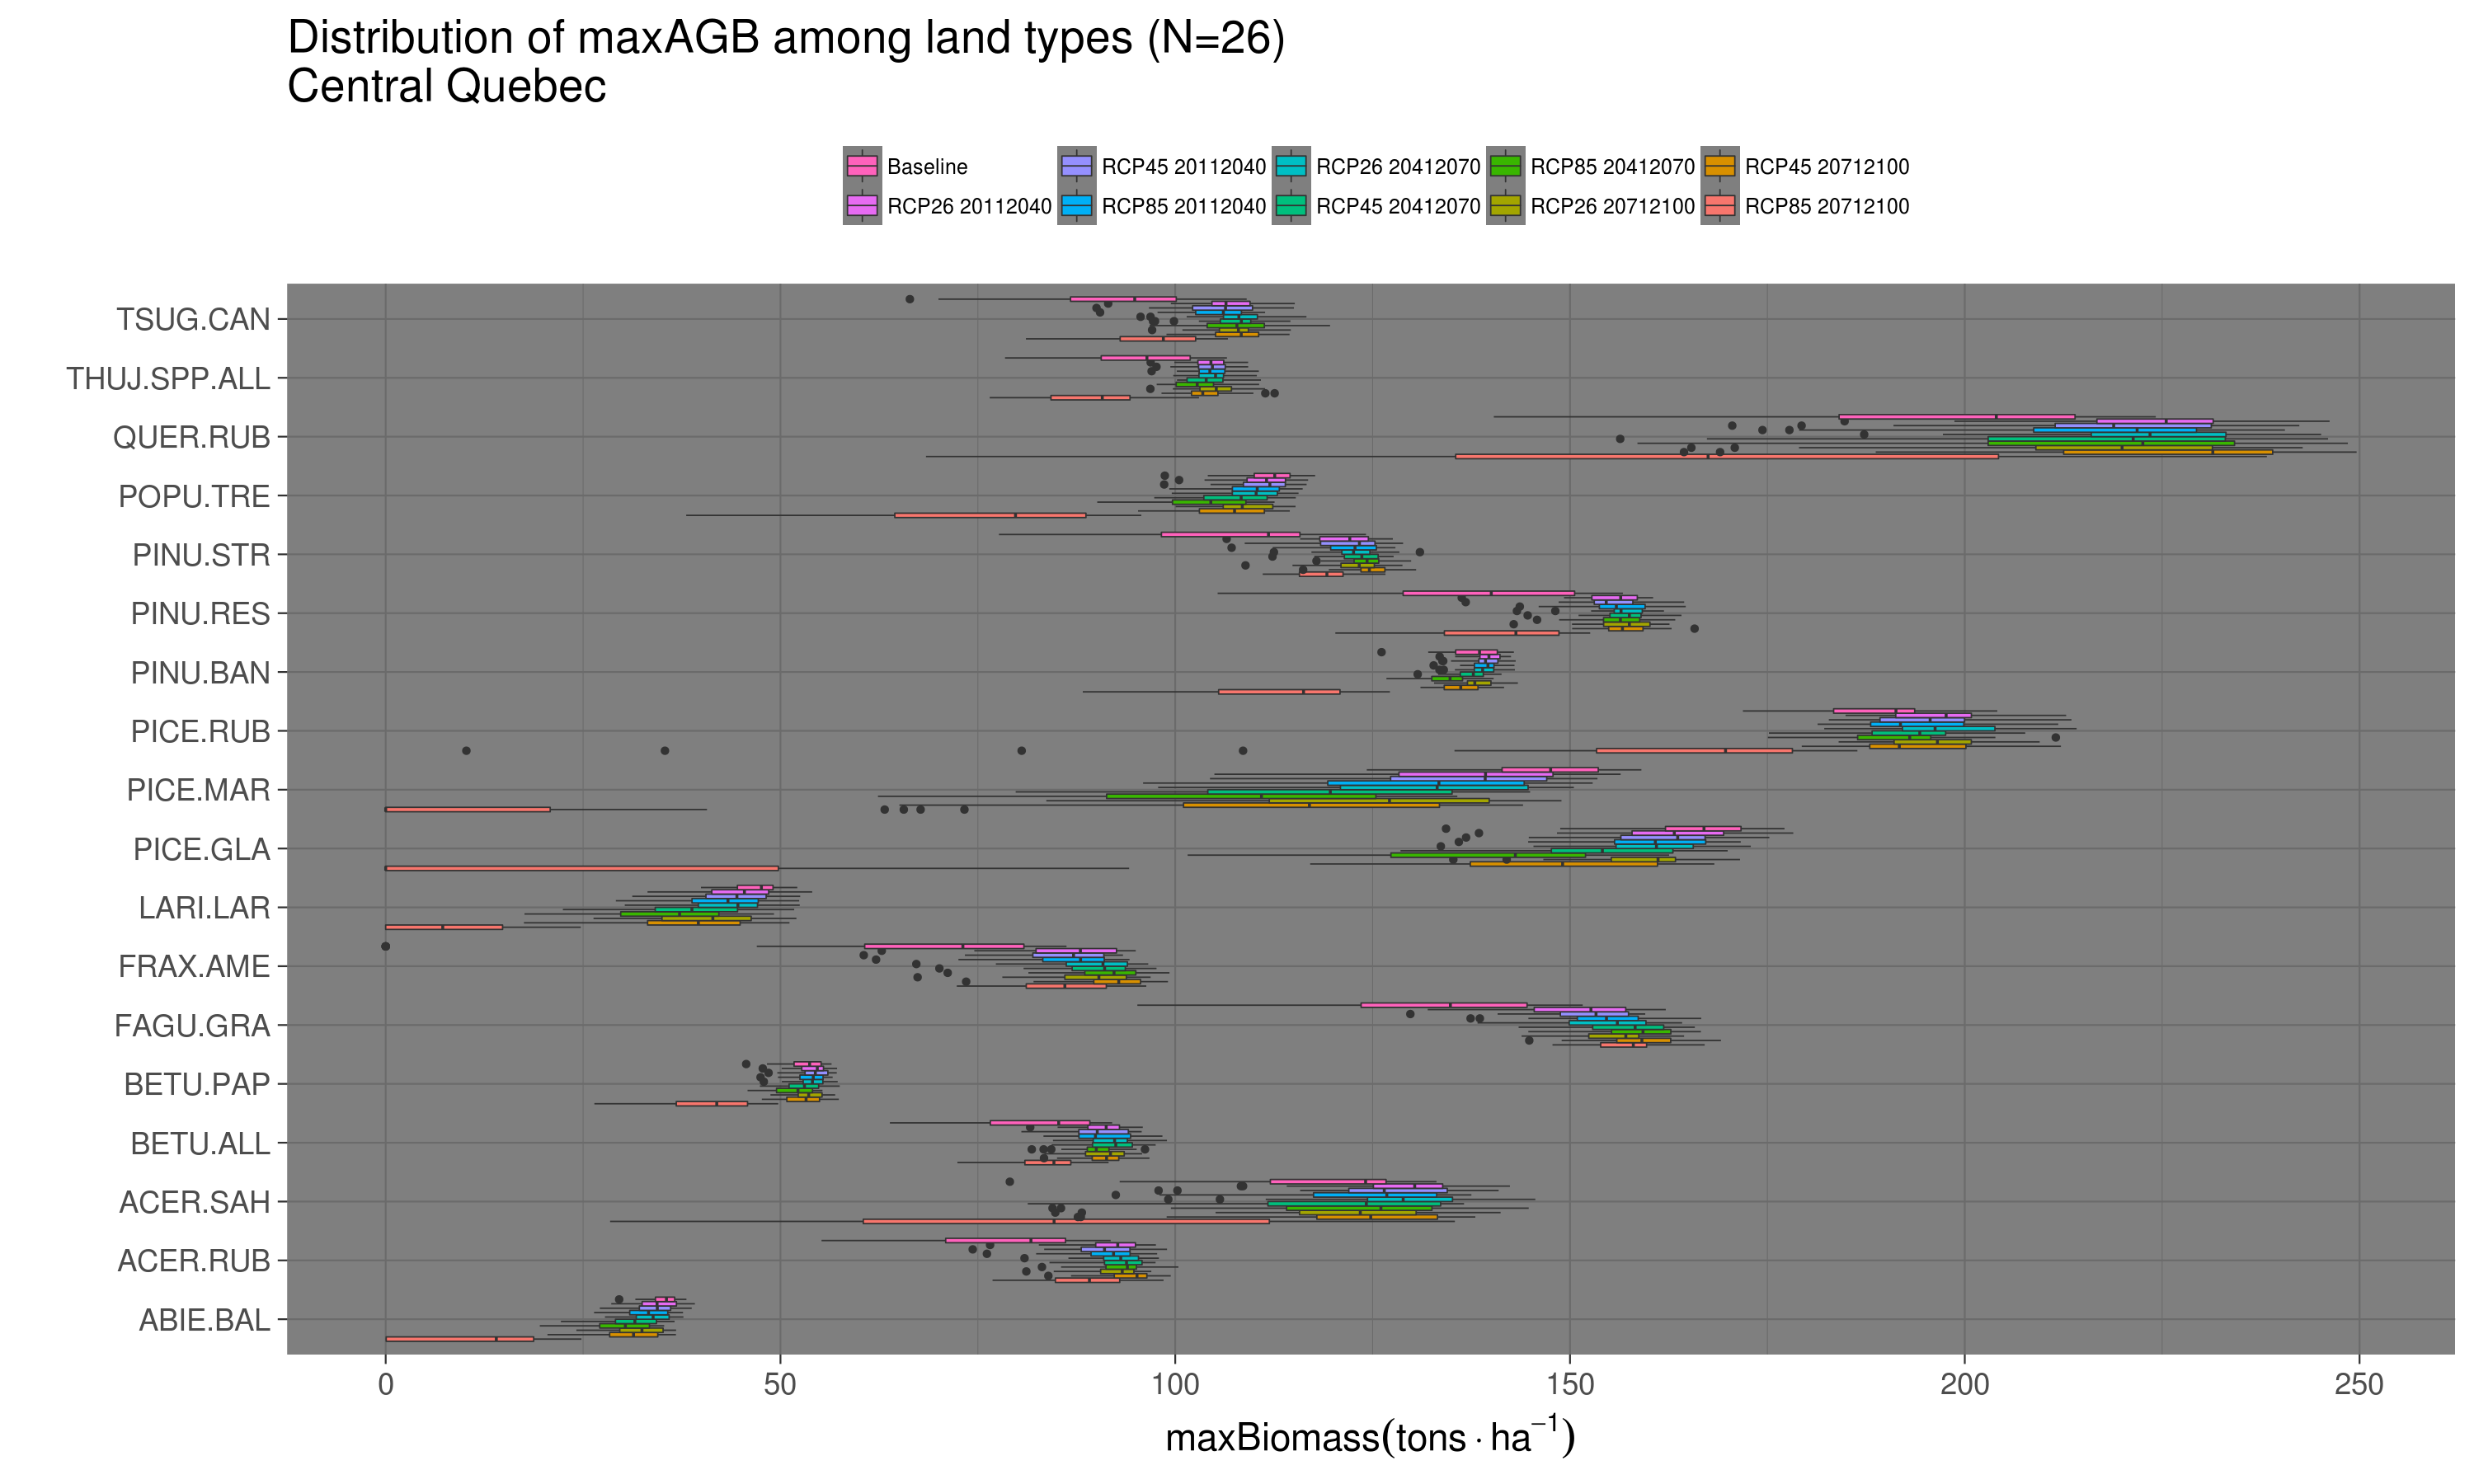 Distribution of maxAGB among land types (N=26)
Central Quebec
Baseline RCP45 20112040 RCP26 20412070 RCP85 20412070 RCP45 20712100
RCP26 20112040 RCP85 20112040 RCP45 20412070 RCP26 20712100 RCP85 20712100
TSUG.CAN
THUJ.SPP.ALL
QUER.RUB
POPU.TRE
PINU.STR
PINU.RES
PINU.BAN
PICE.RUB
PICE.MAR
PICE.GLA
LARI.LAR
FRAX.AME
FAGU.GRA
BETU.PAP
BETU.ALL
ACER.SAH
ACER.RUB
ABIE.BAL
0 50 100 150 200 250
maxBiomass(tons · ha⁻¹)